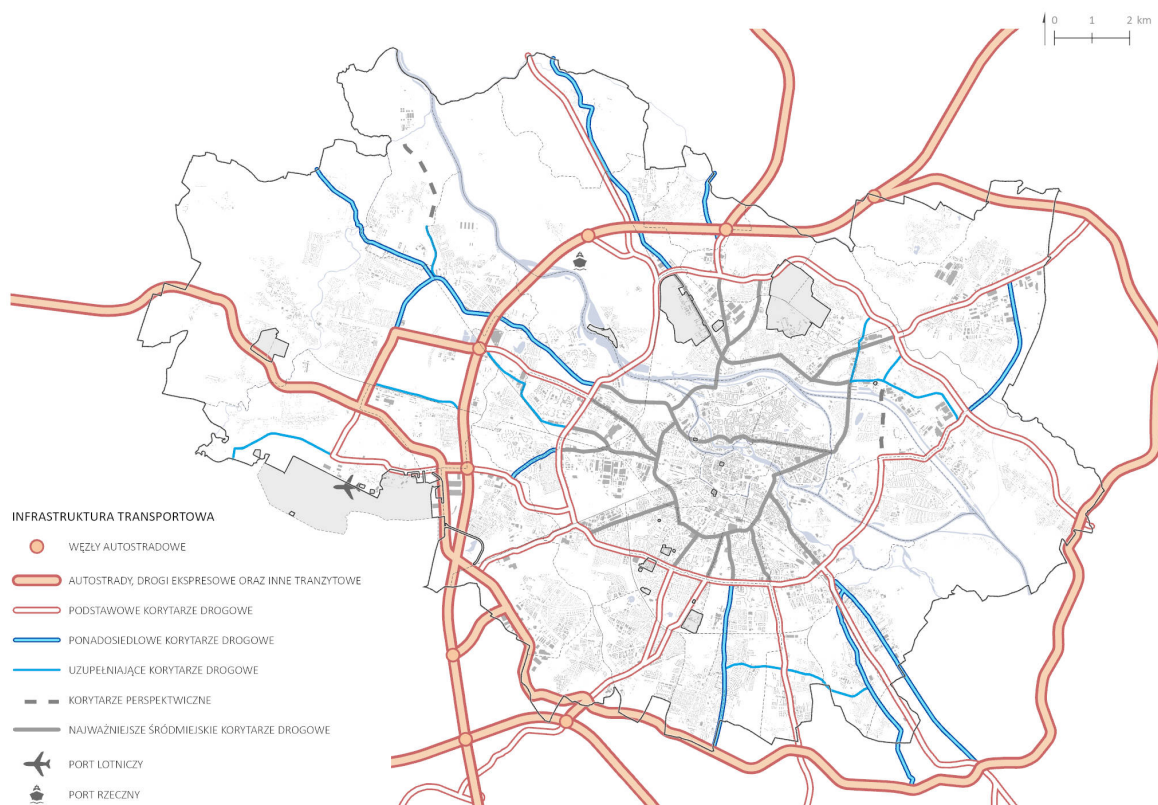 0 1 2 km
INFRASTRUKTURA TRANSPORTOWA
WĘZŁY AUTOSTRADOWE
AUTOSTRADY, DROGI EKSPRESOWE ORAZ INNE TRANZYTOWE
PODSTAWOWE KORYTARZE DROGOWE
PONADOSIEDLOWE KORYTARZE DROGOWE
UZUPEŁNIAJĄCE KORYTARZE DROGOWE
KORYTARZE PERSPEKTYWICZNE
NAJWAŻNIEJSZE ŚRÓDMIEJSKIE KORYTARZE DROGOWE
PORT LOTNICZY
PORT RZECZNY